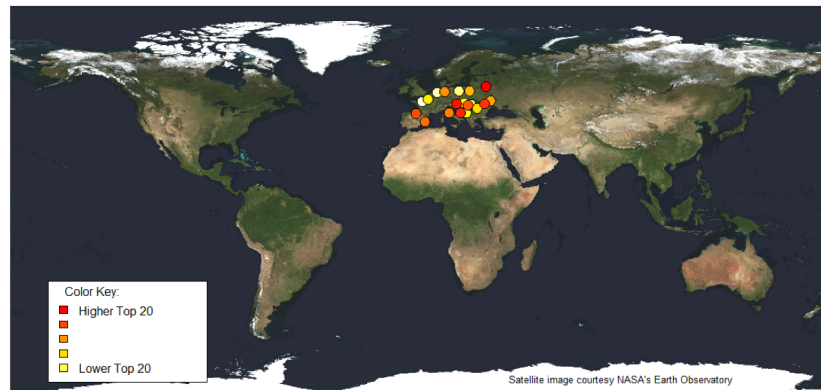 Color Key:
Higher Top 20
Lower Top 20
Satellite image courtesy NASA's Earth Observatory